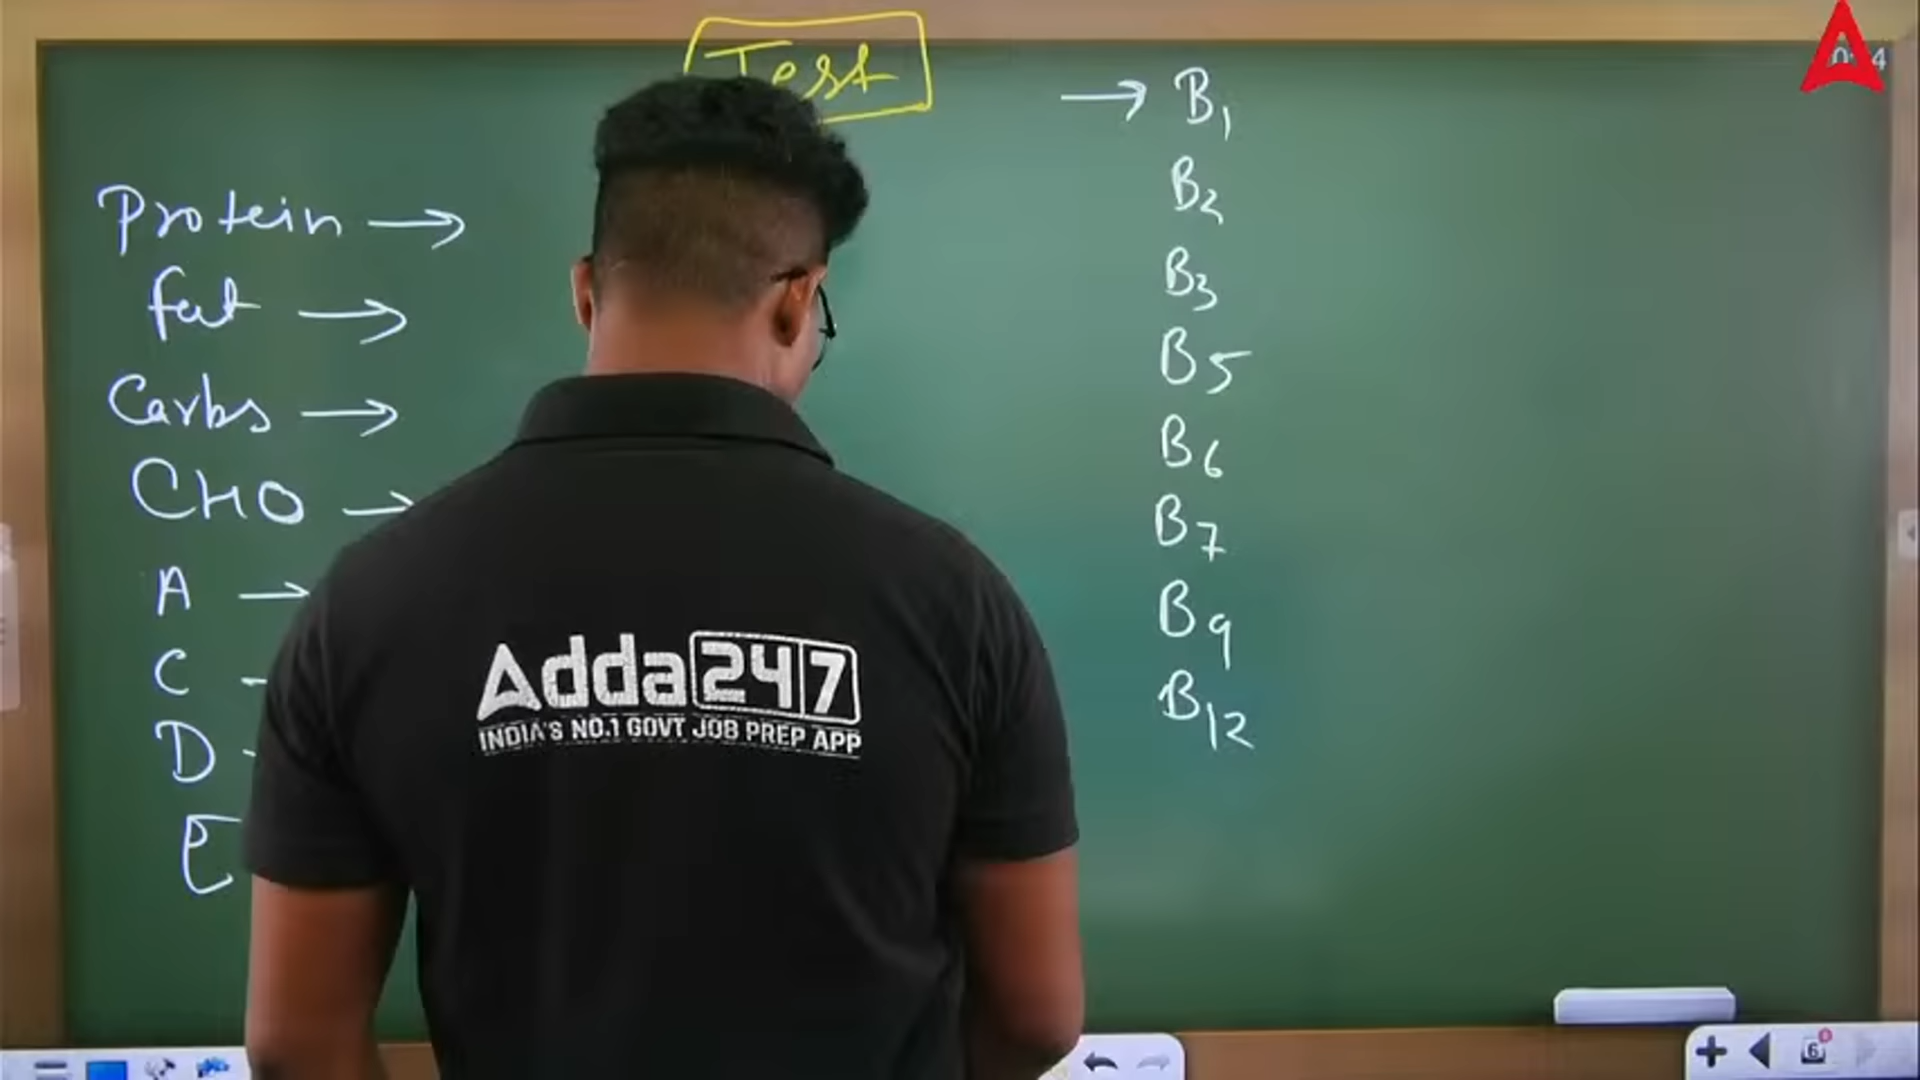 Test
Protein →
fat →
Carbs →
CHO →
A →
C -
D -
E
→ B1
B2
B3
B5
B6
B7
B9
B12
Adda247
INDIA'S NO.1 GOVT JOB PREP APP
6